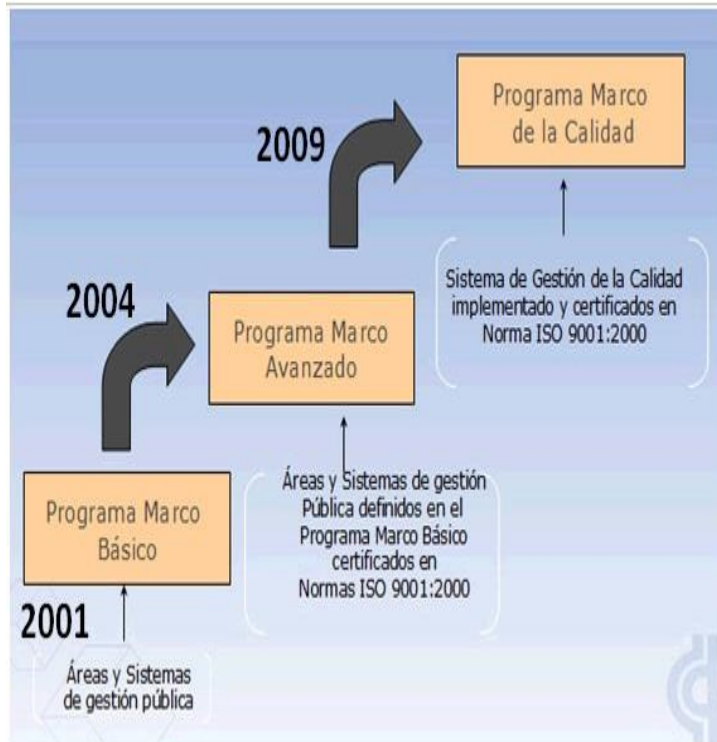 Programa Marco
de la Calidad
2009
Sistema de Gestión de la Calidad
implementado y certificados en
Norma ISO 9001:2000
2004
Programa Marco
Avanzado
Áreas y Sistemas de gestión
Pública definidos en el
Programa Marco Básico
certificados en
Normas ISO 9001:2000
Programa Marco
Básico
2001
Áreas y Sistemas
de gestión pública